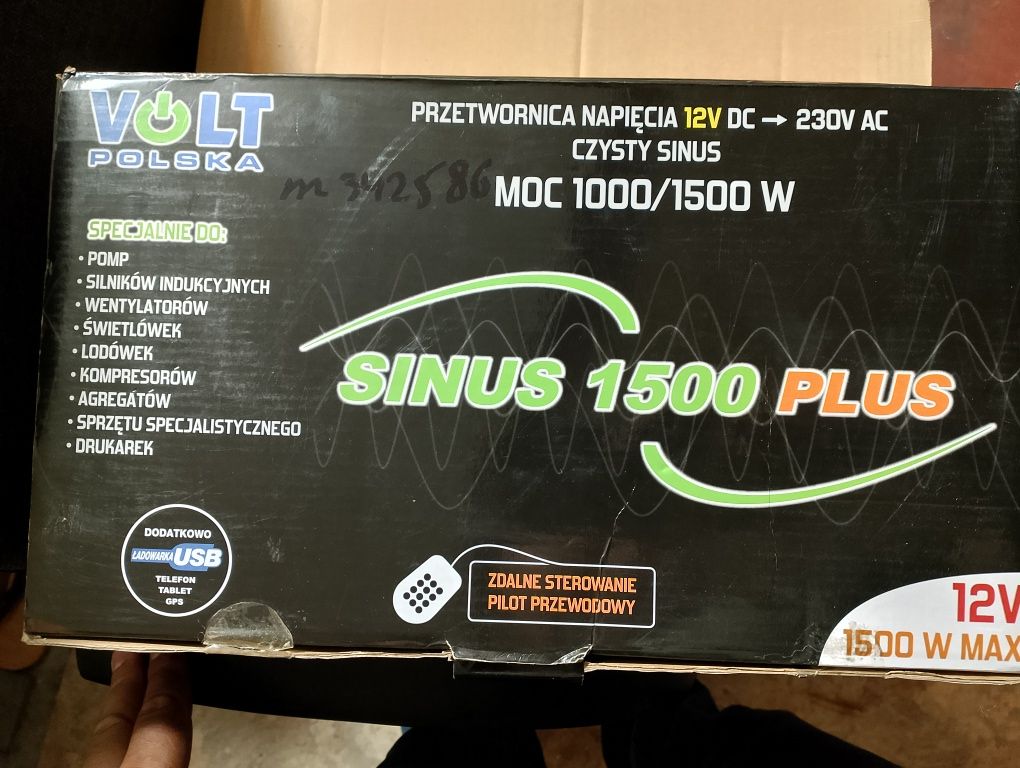 VOLT
POLSKA
PRZETWORNICA NAPIĘCIA 12V DC → 230V AC
CZYSTY SINUS
MOC 1000/1500 W
m 342586
SPECJALNIE DO:
• POMP
• SILNIKÓW INDUKCYJNYCH
• WENTYLATORÓW
• ŚWIETLÓWEK
• LODÓWEK
• KOMPRESORÓW
• AGREGATÓW
• SPRZĘTU SPECJALISTYCZNEGO
• DRUKAREK
SINUS 1500 PLUS
DODATKOWO
ŁADOWARKA USB
TELEFON
TABLET
GPS
ZDALNE STEROWANIE
PILOT PRZEWODOWY
12V
1500 W MAX